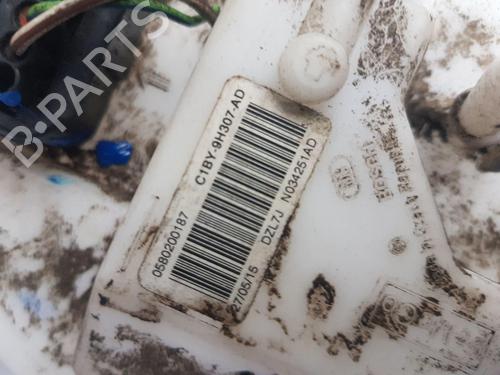 C1BY-9H307-AD
0580200187
N034251AD
DZL7J
27/05/15
BOSCH
B-PARTS